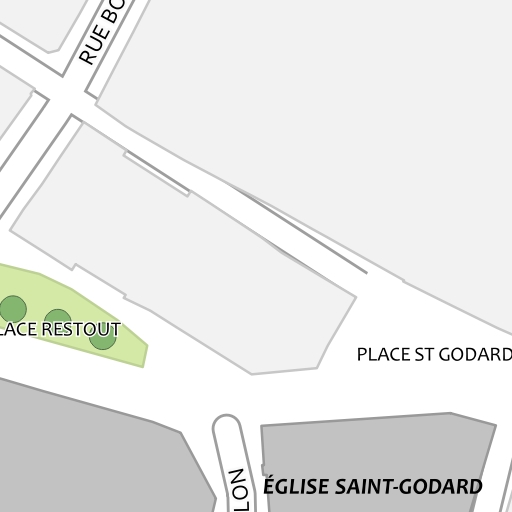 RUE BO
LACE RESTOUT
PLACE ST GODARD
ÉGLISE SAINT-GODARD
LON